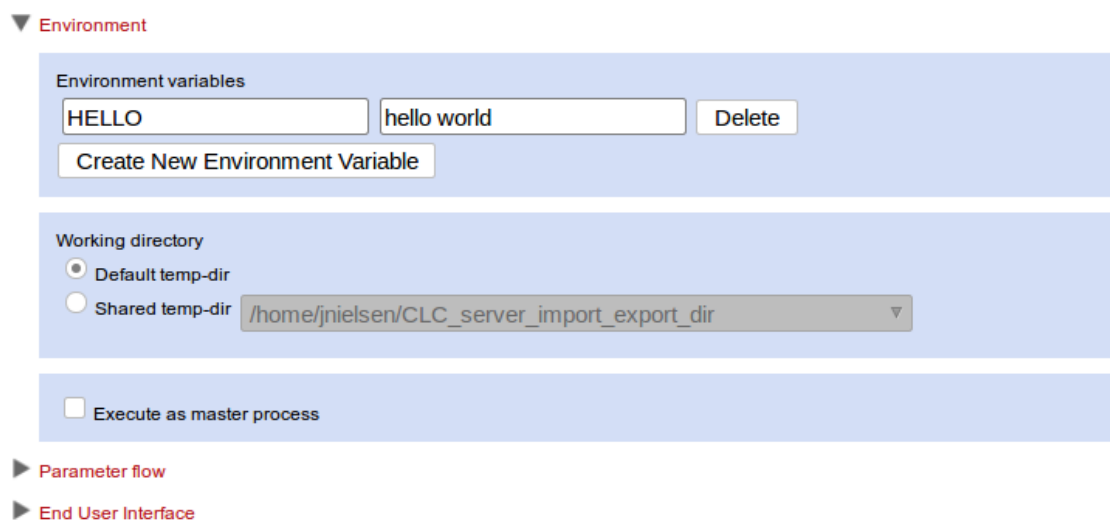 Environment
Environment variables
HELLO hello world Delete
Create New Environment Variable
Working directory
Default temp-dir
Shared temp-dir /home/jnielsen/CLC_server_import_export_dir
Execute as master process
Parameter flow
End User Interface